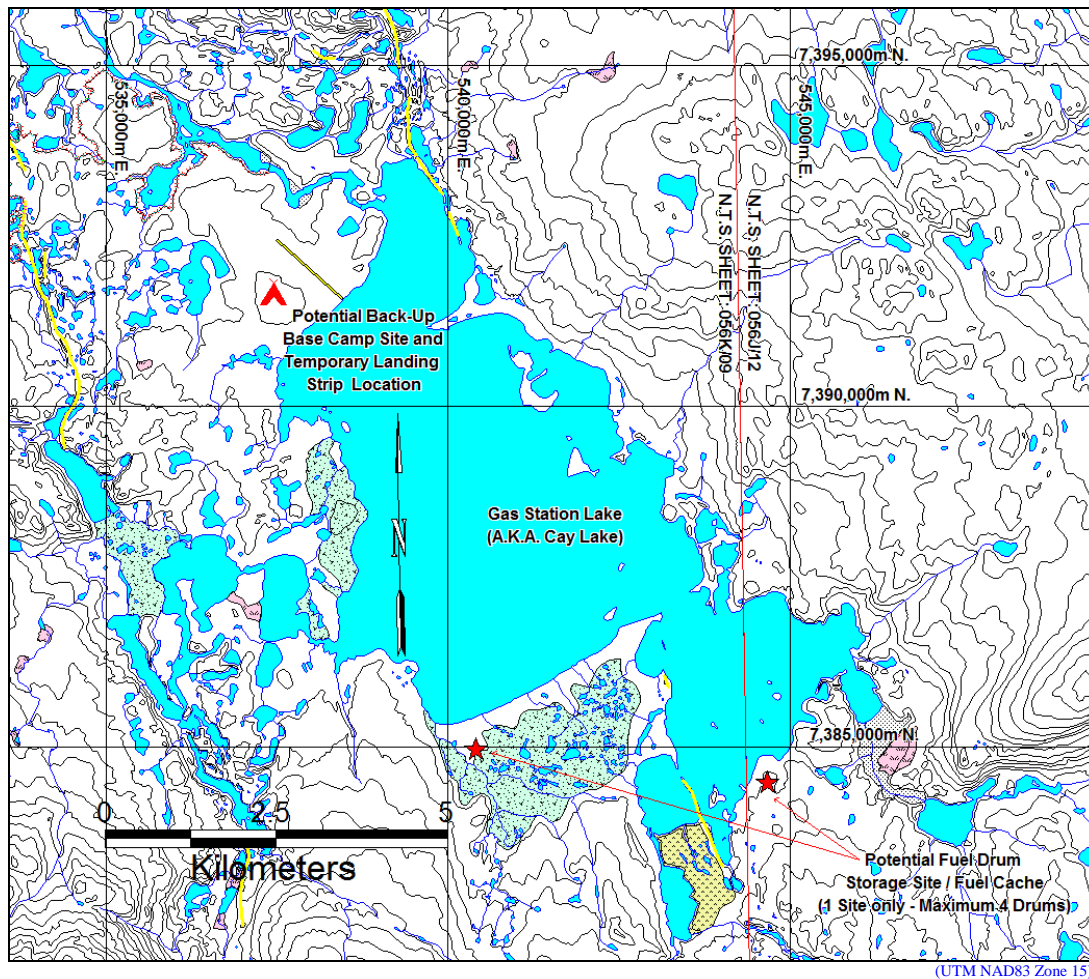 7,395,000m N.
535,000m E.
540,000m E.
545,000m E.
N.T.S. SHEET: 056K/09
N.T.S. SHEET: 056J/12
Potential Back-Up
Base Camp Site and
Temporary Landing
Strip Location
7,390,000m N.
N
Gas Station Lake
(A.K.A. Cay Lake)
7,385,000m N.
0
2.5
5
Kilometers
Potential Fuel Drum
Storage Site / Fuel Cache
(1 Site only - Maximum 4 Drums)
(UTM NAD83 Zone 15